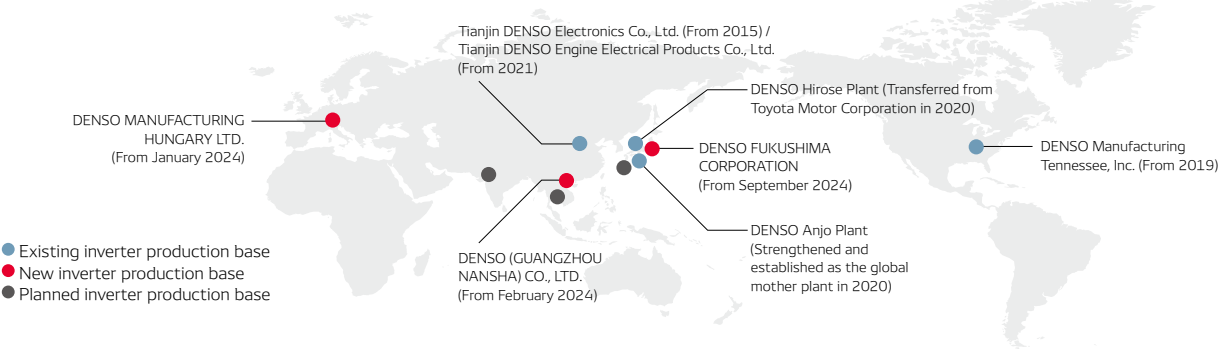 Tianjin DENSO Electronics Co., Ltd. (From 2015) /
Tianjin DENSO Engine Electrical Products Co., Ltd.
(From 2021)
DENSO Hirose Plant (Transferred from
Toyota Motor Corporation in 2020)
DENSO MANUFACTURING
HUNGARY LTD.
(From January 2024)
DENSO FUKUSHIMA
CORPORATION
(From September 2024)
DENSO Manufacturing
Tennessee, Inc. (From 2019)
DENSO Anjo Plant
(Strengthened and
established as the global
mother plant in 2020)
DENSO (GUANGZHOU
NANSHA) CO., LTD.
(From February 2024)
Existing inverter production base
New inverter production base
Planned inverter production base